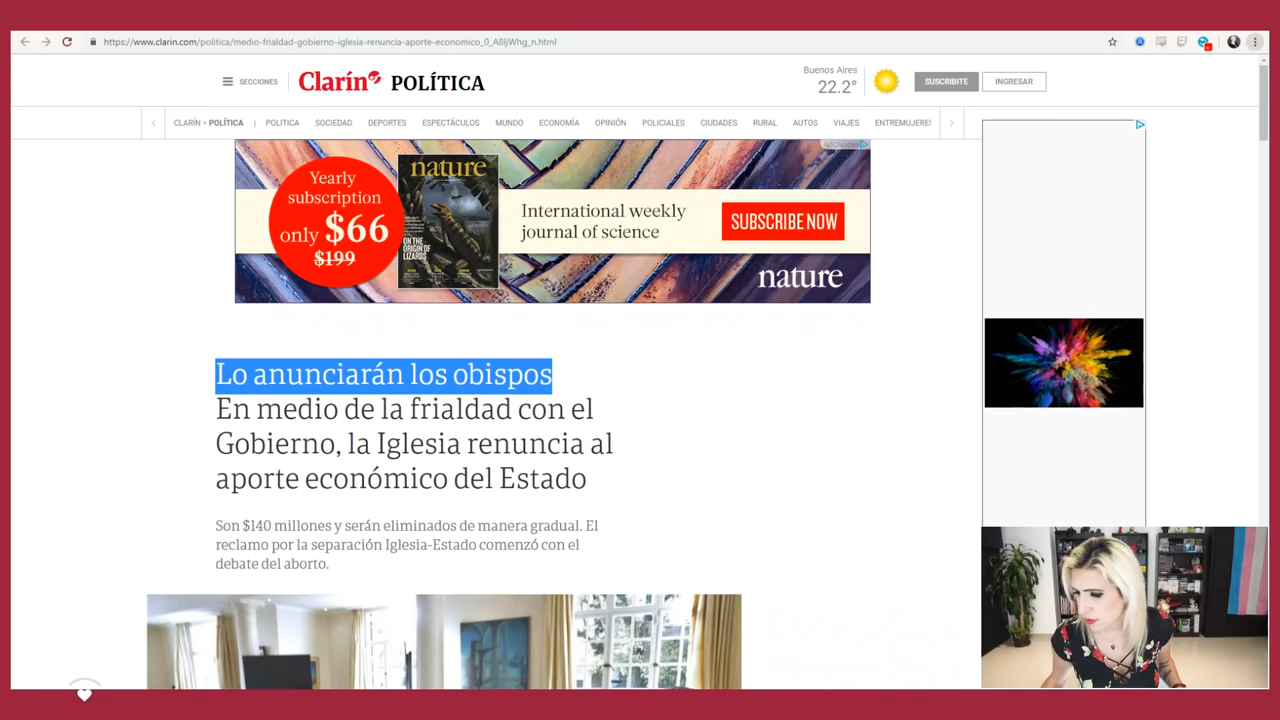 https://www.clarin.com/politica/medio-frialdad-gobierno-iglesia-renuncia-aporte-economico_0_A8ljWhg_n.html
SECCIONES
Clarín POLÍTICA
Buenos Aires
22.2°
SUSCRIBITE
INGRESAR
CLARÍN » POLÍTICA | POLITICA SOCIEDAD DEPORTES ESPECTÁCULOS MUNDO ECONOMÍA OPINIÓN POLICIALES CIUDADES RURAL AUTOS VIAJES ENTREMUJERES
AdChoices
Yearly
subscription
only $66
$199
nature
ON THE
ORIGIN OF
LIZARDS
International weekly
journal of science
SUBSCRIBE NOW
nature
Lo anunciarán los obispos
En medio de la frialdad con el
Gobierno, la Iglesia renuncia al
aporte económico del Estado
Son $140 millones y serán eliminados de manera gradual. El
reclamo por la separación Iglesia-Estado comenzó con el
debate del aborto.